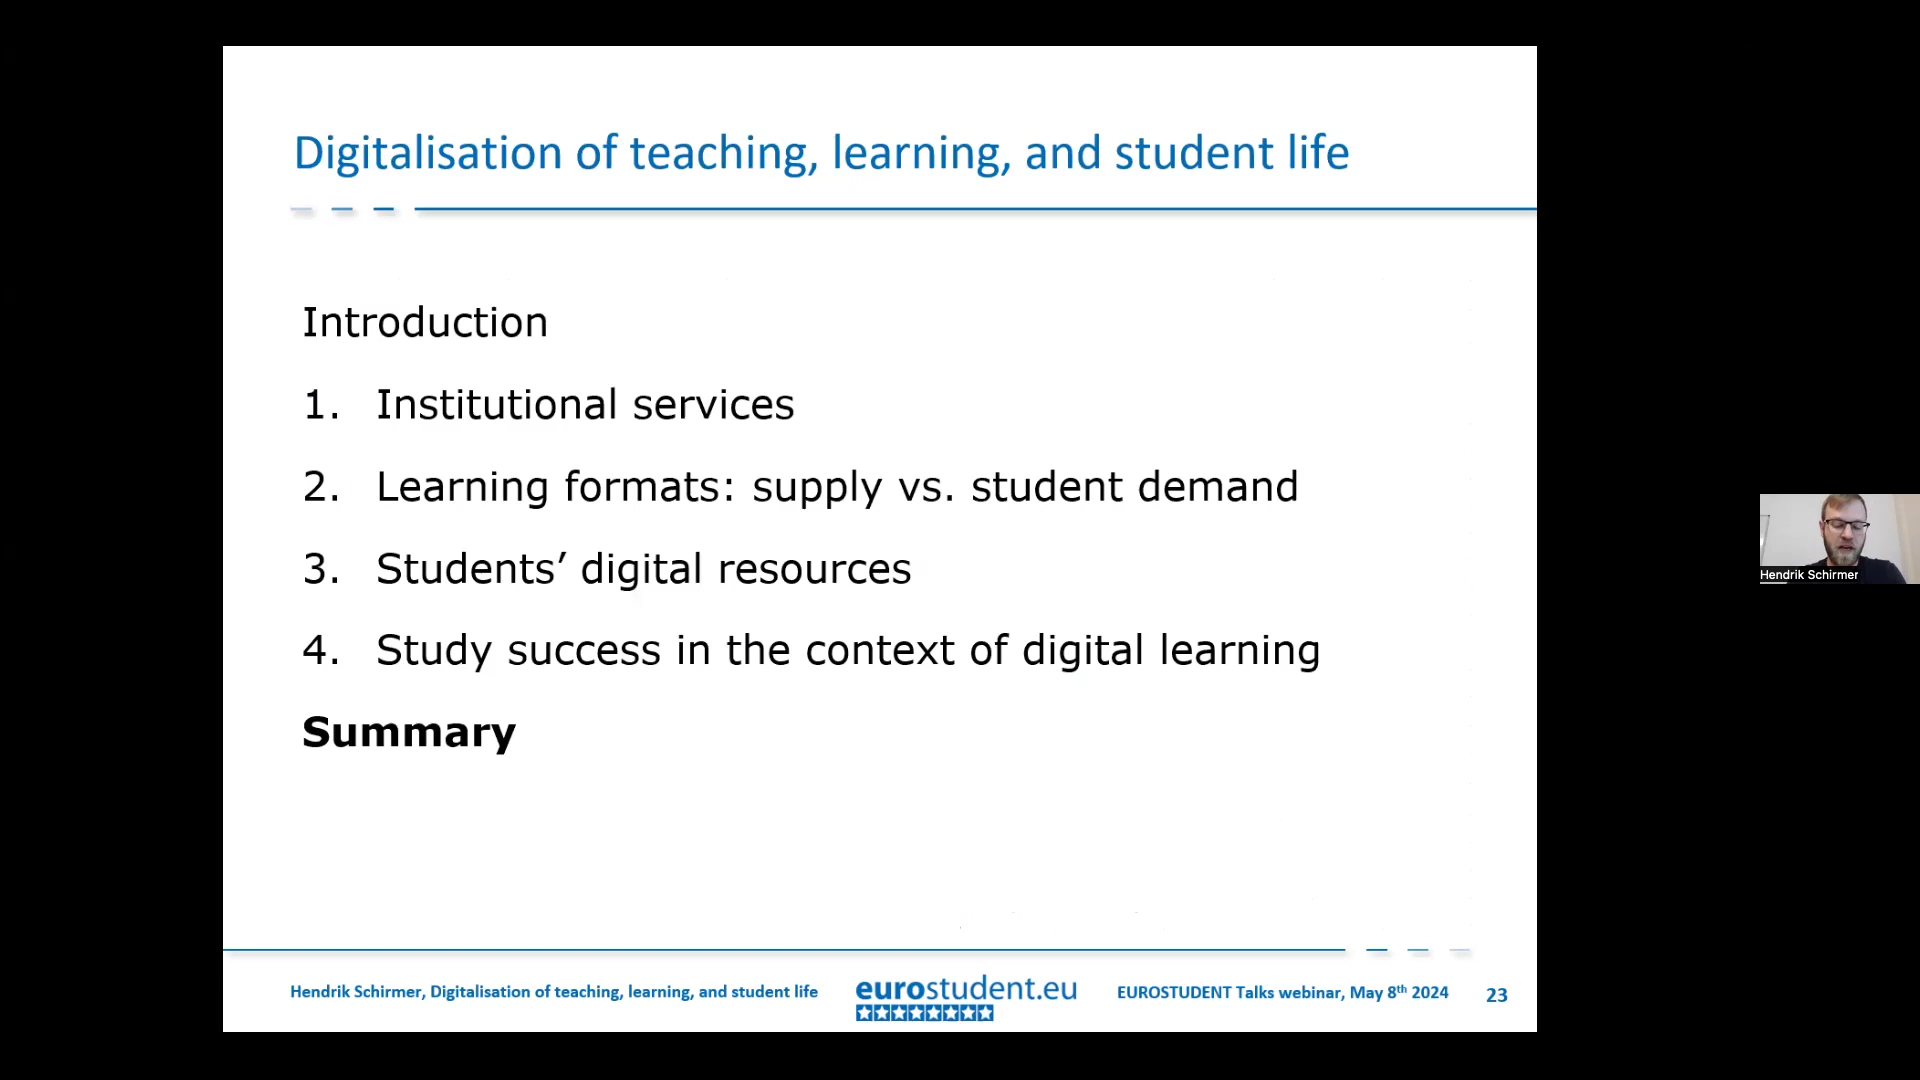 Digitalisation of teaching, learning, and student life
Introduction
1. Institutional services
2. Learning formats: supply vs. student demand
3. Students’ digital resources
4. Study success in the context of digital learning
Summary
Hendrik Schirmer
Hendrik Schirmer, Digitalisation of teaching, learning, and student life
eurostudent.eu
EUROSTUDENT Talks webinar, May 8th 2024
23